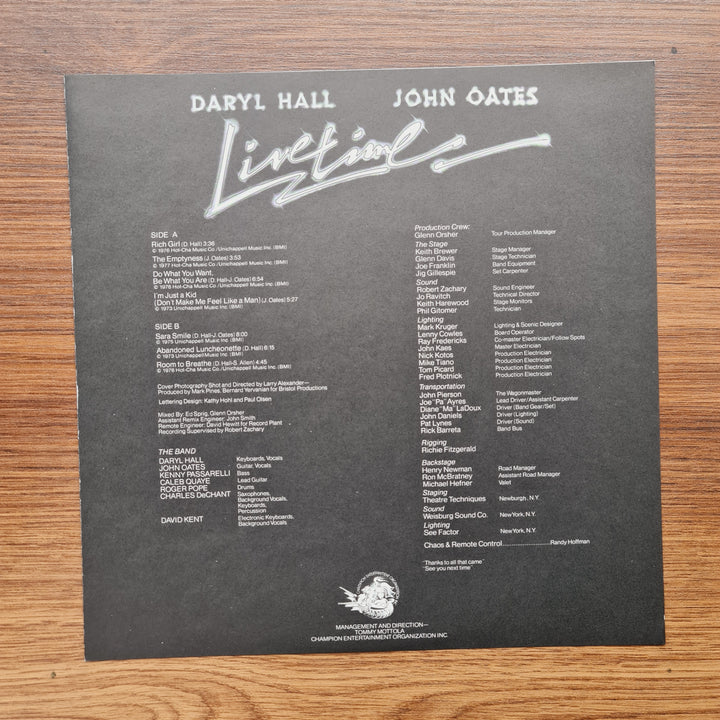 DARYL HALL JOHN OATES
Livetime
SIDE A
Rich Girl (D. Hall) 3:36
© 1976 Hot-Cha Music Co./Unichappell Music Inc. (BMI)
The Emptyness (J. Oates) 3:53
© 1977 Hot-Cha Music Co./Unichappell Music Inc. (BMI)
Do What You Want,
Be What You Are (D. Hall-J. Oates) 6:54
© 1976 Hot-Cha Music Co./Unichappell Music Inc. (BMI)
I'm Just a Kid
(Don't Make Me Feel Like a Man) (J. Oates) 5:27
© 1973 Unichappell Music Inc. (BMI)
SIDE B
Sara Smile (D. Hall-J. Oates) 8:00
© 1975 Unichappell Music Inc. (BMI)
Abandoned Luncheonette (D. Hall) 6:15
© 1973 Unichappell Music Inc. (BMI)
Room to Breathe (D. Hall-S. Allen) 4:45
© 1976 Hot-Cha Music Co./Unichappell Music Inc. (BMI)
Cover Photography Shot and Directed by Larry Alexander—
Produced by Mark Pines, Bernard Yervanian for Bristol Productions
Lettering Design: Kathy Hohl and Paul Olsen
Mixed By: Ed Sprig, Glenn Orsher
Assistant Remix Engineer: John Smith
Remote Engineer: David Hewitt for Record Plant
Recording Supervised by Robert Zachary
THE BAND
DARYL HALL Keyboards, Vocals
JOHN OATES Guitar, Vocals
KENNY PASSARELLI Bass
CALEB QUAYE Lead Guitar
ROGER POPE Drums
CHARLES DeCHANT Saxophones,
Background Vocals,
Keyboards,
Percussion
DAVID KENT Electronic Keyboards,
Background Vocals
Production Crew:
Glenn Orsher Tour Production Manager
The Stage
Keith Brewer Stage Manager
Glenn Davis Stage Technician
Joe Franklin Band Equipment
Jig Gillespie Set Carpenter
Sound
Robert Zachary Sound Engineer
Jo Ravitch Technical Director
Keith Harewood Stage Monitors
Phil Gitomer Technician
Lighting
Mark Kruger Lighting & Scenic Designer
Lenny Cowles Board Operator
Ray Fredericks Co-master Electrician/Follow Spots
John Kaes Master Electrician
Nick Kotos Production Electrician
Mike Tiano Production Electrician
Tom Picard Production Electrician
Fred Plotnick Production Electrician
Transportation
John Pierson The Wagonmaster
Joe "Pa" Ayres Lead Driver/Assistant Carpenter
Diane "Ma" LaDoux Driver (Band Gear/Set)
John Daniels Driver (Lighting)
Pat Lynes Driver (Sound)
Rick Barreta Band Bus
Rigging
Richie Fitzgerald
Backstage
Henry Newman Road Manager
Ron McBratney Assistant Road Manager
Michael Hefner Valet
Staging
Theatre Techniques Newburgh, N.Y.
Sound
Weisburg Sound Co. New York, N.Y.
Lighting
See Factor New York, N.Y.
Chaos & Remote Control....................Randy Hoffman
"Thanks to all that came"
"See you next time"
MANAGEMENT AND DIRECTION—
TOMMY MOTTOLA
CHAMPION ENTERTAINMENT ORGANIZATION INC.